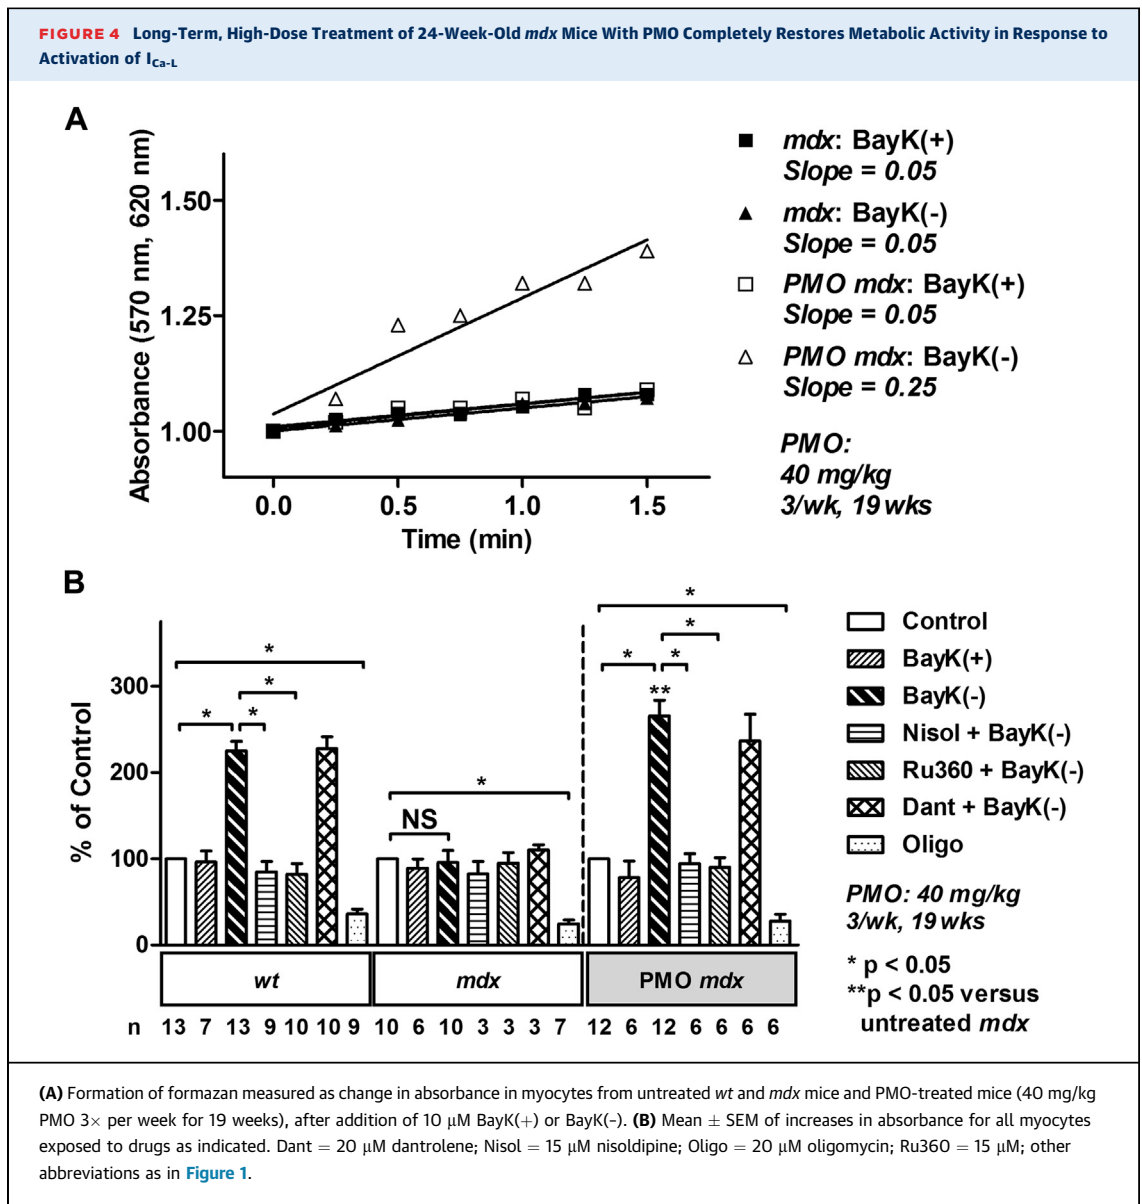 FIGURE 4 Long-Term, High-Dose Treatment of 24-Week-Old mdx Mice With PMO Completely Restores Metabolic Activity in Response to
Activation of I_Ca-L
A
Absorbance (570 nm, 620 nm)
1.50
1.25
1.00
0.0 0.5 1.0 1.5
Time (min)
mdx: BayK(+)
Slope = 0.05
mdx: BayK(-)
Slope = 0.05
PMO mdx: BayK(+)
Slope = 0.05
PMO mdx: BayK(-)
Slope = 0.25
PMO:
40 mg/kg
3/wk, 19 wks
B
% of Control
300
200
100
0
* * * *
NS *
* * * * **
wt mdx PMO mdx
n 13 7 13 9 10 10 9 10 6 10 3 3 3 7 12 6 12 6 6 6 6
Control
BayK(+)
BayK(-)
Nisol + BayK(-)
Ru360 + BayK(-)
Dant + BayK(-)
Oligo
PMO: 40 mg/kg
3/wk, 19 wks
* p < 0.05
**p < 0.05 versus
untreated mdx
(A) Formation of formazan measured as change in absorbance in myocytes from untreated wt and mdx mice and PMO-treated mice (40 mg/kg
PMO 3× per week for 19 weeks), after addition of 10 μM BayK(+) or BayK(-). (B) Mean ± SEM of increases in absorbance for all myocytes
exposed to drugs as indicated. Dant = 20 μM dantrolene; Nisol = 15 μM nisoldipine; Oligo = 20 μM oligomycin; Ru360 = 15 μM; other
abbreviations as in Figure 1.